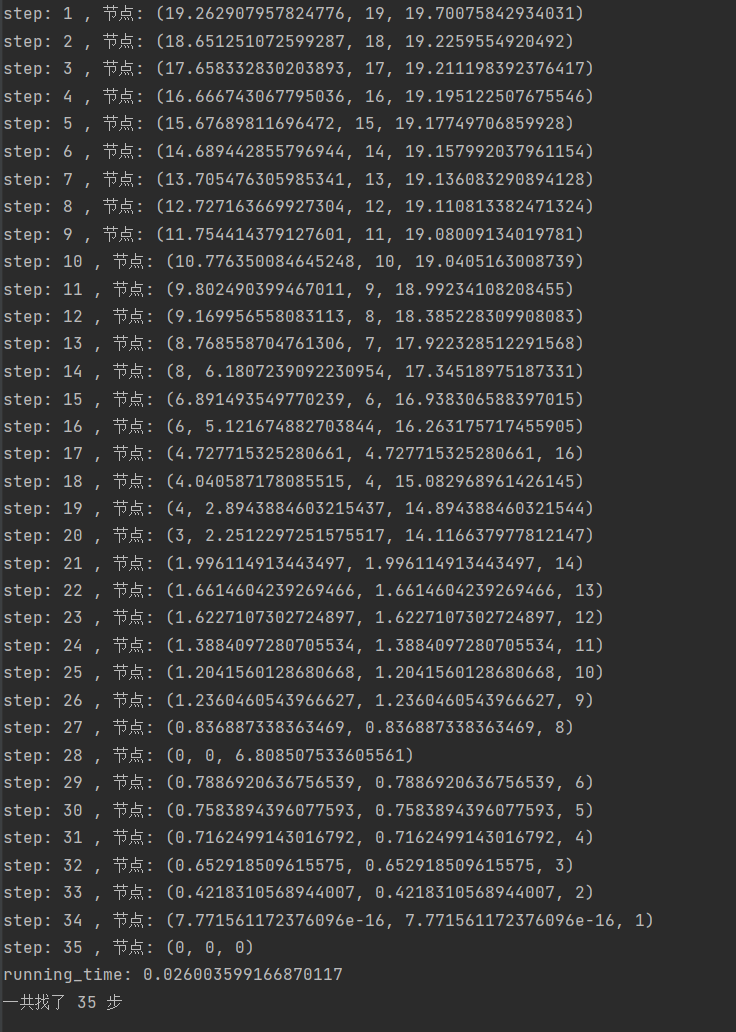 step: 1 , 节点: (19.262907957824776, 19, 19.70075842934031)
step: 2 , 节点: (18.651251072599287, 18, 19.2259554920492)
step: 3 , 节点: (17.658332830203893, 17, 19.211198392376417)
step: 4 , 节点: (16.666743067795036, 16, 19.195122507675546)
step: 5 , 节点: (15.67689811696472, 15, 19.17749706859928)
step: 6 , 节点: (14.689442855796944, 14, 19.157992037961154)
step: 7 , 节点: (13.705476305985341, 13, 19.136083290894128)
step: 8 , 节点: (12.727163669927304, 12, 19.110813382471324)
step: 9 , 节点: (11.754414379127601, 11, 19.08009134019781)
step: 10 , 节点: (10.776350084645248, 10, 19.0405163008739)
step: 11 , 节点: (9.802490399467011, 9, 18.99234108208455)
step: 12 , 节点: (9.169956558083113, 8, 18.385228309908083)
step: 13 , 节点: (8.768558704761306, 7, 17.922328512291568)
step: 14 , 节点: (8, 6.1807239092230954, 17.34518975187331)
step: 15 , 节点: (6.891493549770239, 6, 16.938306588397015)
step: 16 , 节点: (6, 5.121674882703844, 16.263175717455905)
step: 17 , 节点: (4.727715325280661, 4.727715325280661, 16)
step: 18 , 节点: (4.040587178085515, 4, 15.082968961426145)
step: 19 , 节点: (4, 2.8943884603215437, 14.894388460321544)
step: 20 , 节点: (3, 2.2512297251575517, 14.116637977812147)
step: 21 , 节点: (1.996114913443497, 1.996114913443497, 14)
step: 22 , 节点: (1.6614604239269466, 1.6614604239269466, 13)
step: 23 , 节点: (1.6227107302724897, 1.6227107302724897, 12)
step: 24 , 节点: (1.3884097280705534, 1.3884097280705534, 11)
step: 25 , 节点: (1.2041560128680668, 1.2041560128680668, 10)
step: 26 , 节点: (1.2360460543966627, 1.2360460543966627, 9)
step: 27 , 节点: (0.836887338363469, 0.836887338363469, 8)
step: 28 , 节点: (0, 0, 6.808507533605561)
step: 29 , 节点: (0.7886920636756539, 0.7886920636756539, 6)
step: 30 , 节点: (0.7583894396077593, 0.7583894396077593, 5)
step: 31 , 节点: (0.7162499143016792, 0.7162499143016792, 4)
step: 32 , 节点: (0.652918509615575, 0.652918509615575, 3)
step: 33 , 节点: (0.4218310568944007, 0.4218310568944007, 2)
step: 34 , 节点: (7.771561172376096e-16, 7.771561172376096e-16, 1)
step: 35 , 节点: (0, 0, 0)
running_time: 0.026003599166870117
一共找了 35 步